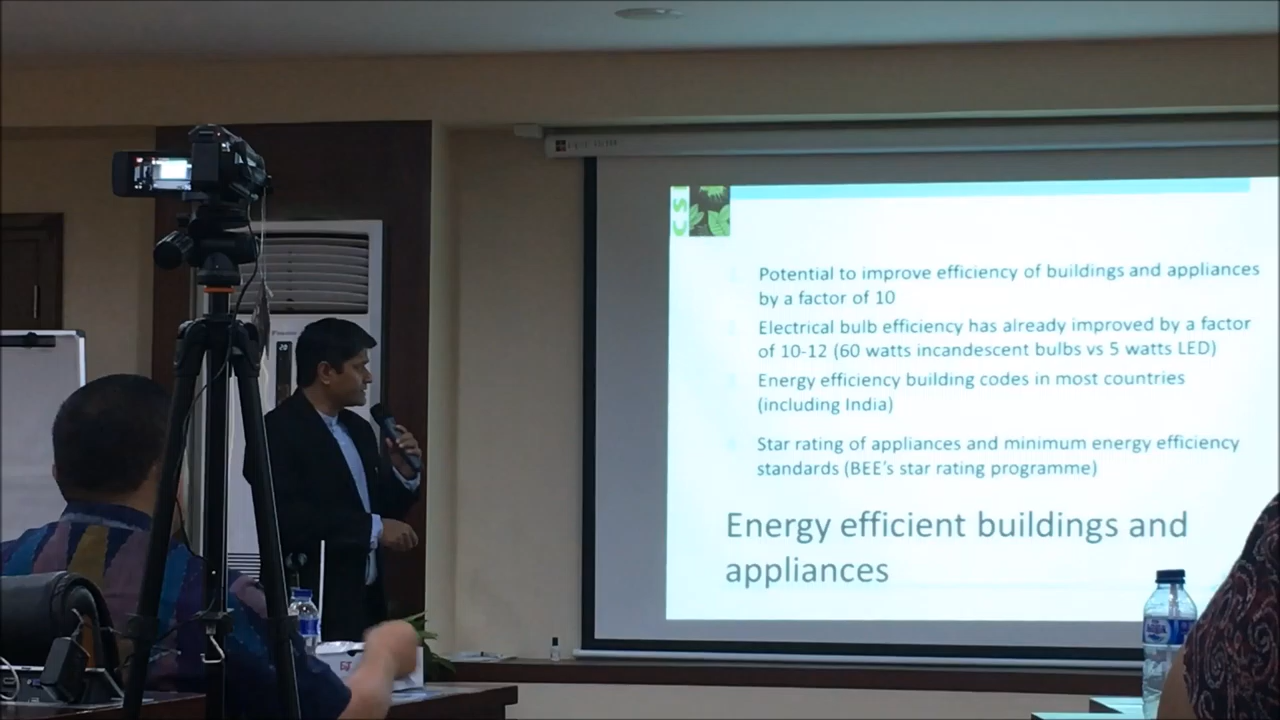 CSE
Potential to improve efficiency of buildings and appliances
by a factor of 10
Electrical bulb efficiency has already improved by a factor
of 10-12 (60 watts incandescent bulbs vs 5 watts LED)
Energy efficiency building codes in most countries
(including India)
Star rating of appliances and minimum energy efficiency
standards (BEE's star rating programme)
Energy efficient buildings and
appliances
20